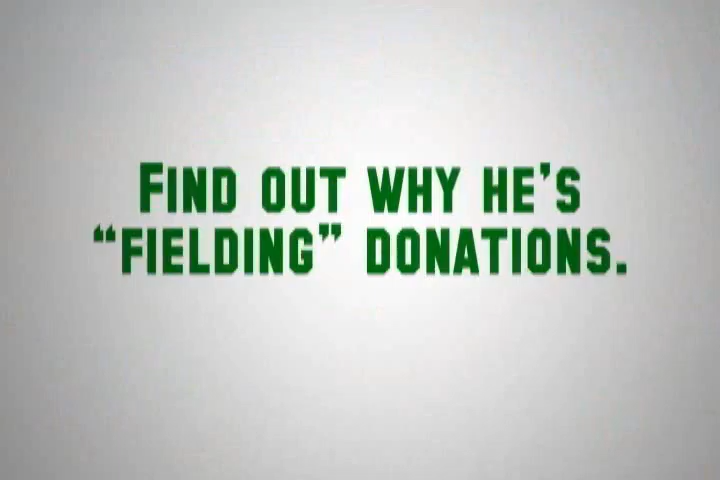 FIND OUT WHY HE’S
“FIELDING” DONATIONS.